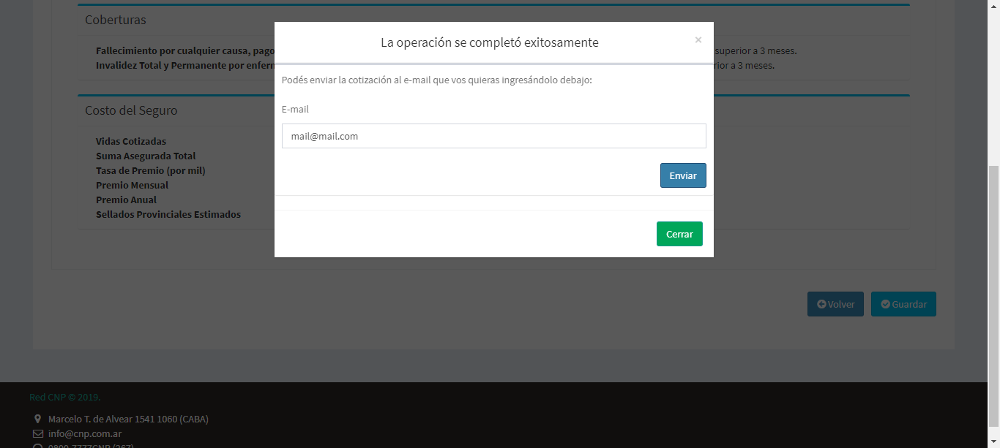 Coberturas
La operación se completó exitosamente
×
Fallecimiento por cualquier causa, pago superior a 3 meses.
Invalidez Total y Permanente por enfern rior a 3 meses.
Podés enviar la cotización al e-mail que vos quieras ingresándolo debajo:
E-mail
mail@mail.com
Enviar
Cerrar
Costo del Seguro
Vidas Cotizadas
Suma Asegurada Total
Tasa de Premio (por mil)
Premio Mensual
Premio Anual
Sellados Provinciales Estimados
Volver
Guardar
Red CNP © 2019.
Marcelo T. de Alvear 1541 1060 (CABA)
info@cnp.com.ar
0800-7777CNP (267)